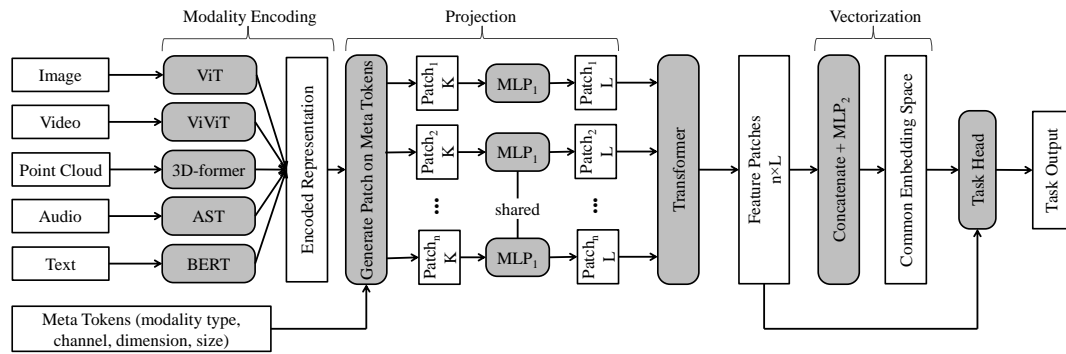 Modality Encoding
Projection
Vectorization
Image
Video
Point Cloud
Audio
Text
ViT
ViViT
3D-former
AST
BERT
Encoded Representation
Meta Tokens (modality type,
channel, dimension, size)
Generate Patch on Meta Tokens
Patch₁
K
MLP₁
Patch₁
L
Patch₂
K
MLP₁
Patch₂
L
...
shared
...
Patchₙ
K
MLP₁
Patchₙ
L
Transformer
Feature Patches
n×L
Concatenate + MLP₂
Common Embedding Space
Task Head
Task Output